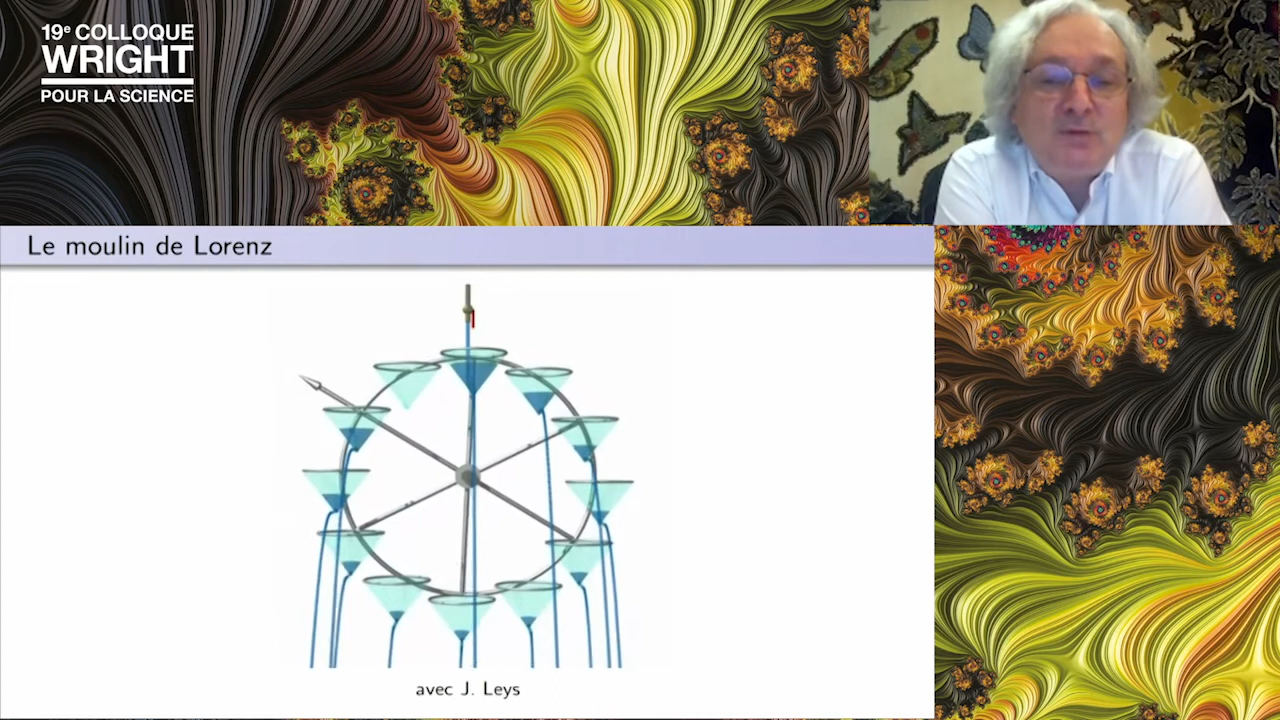 19e COLLOQUE
WRIGHT
POUR LA SCIENCE
Le moulin de Lorenz
avec J. Leys